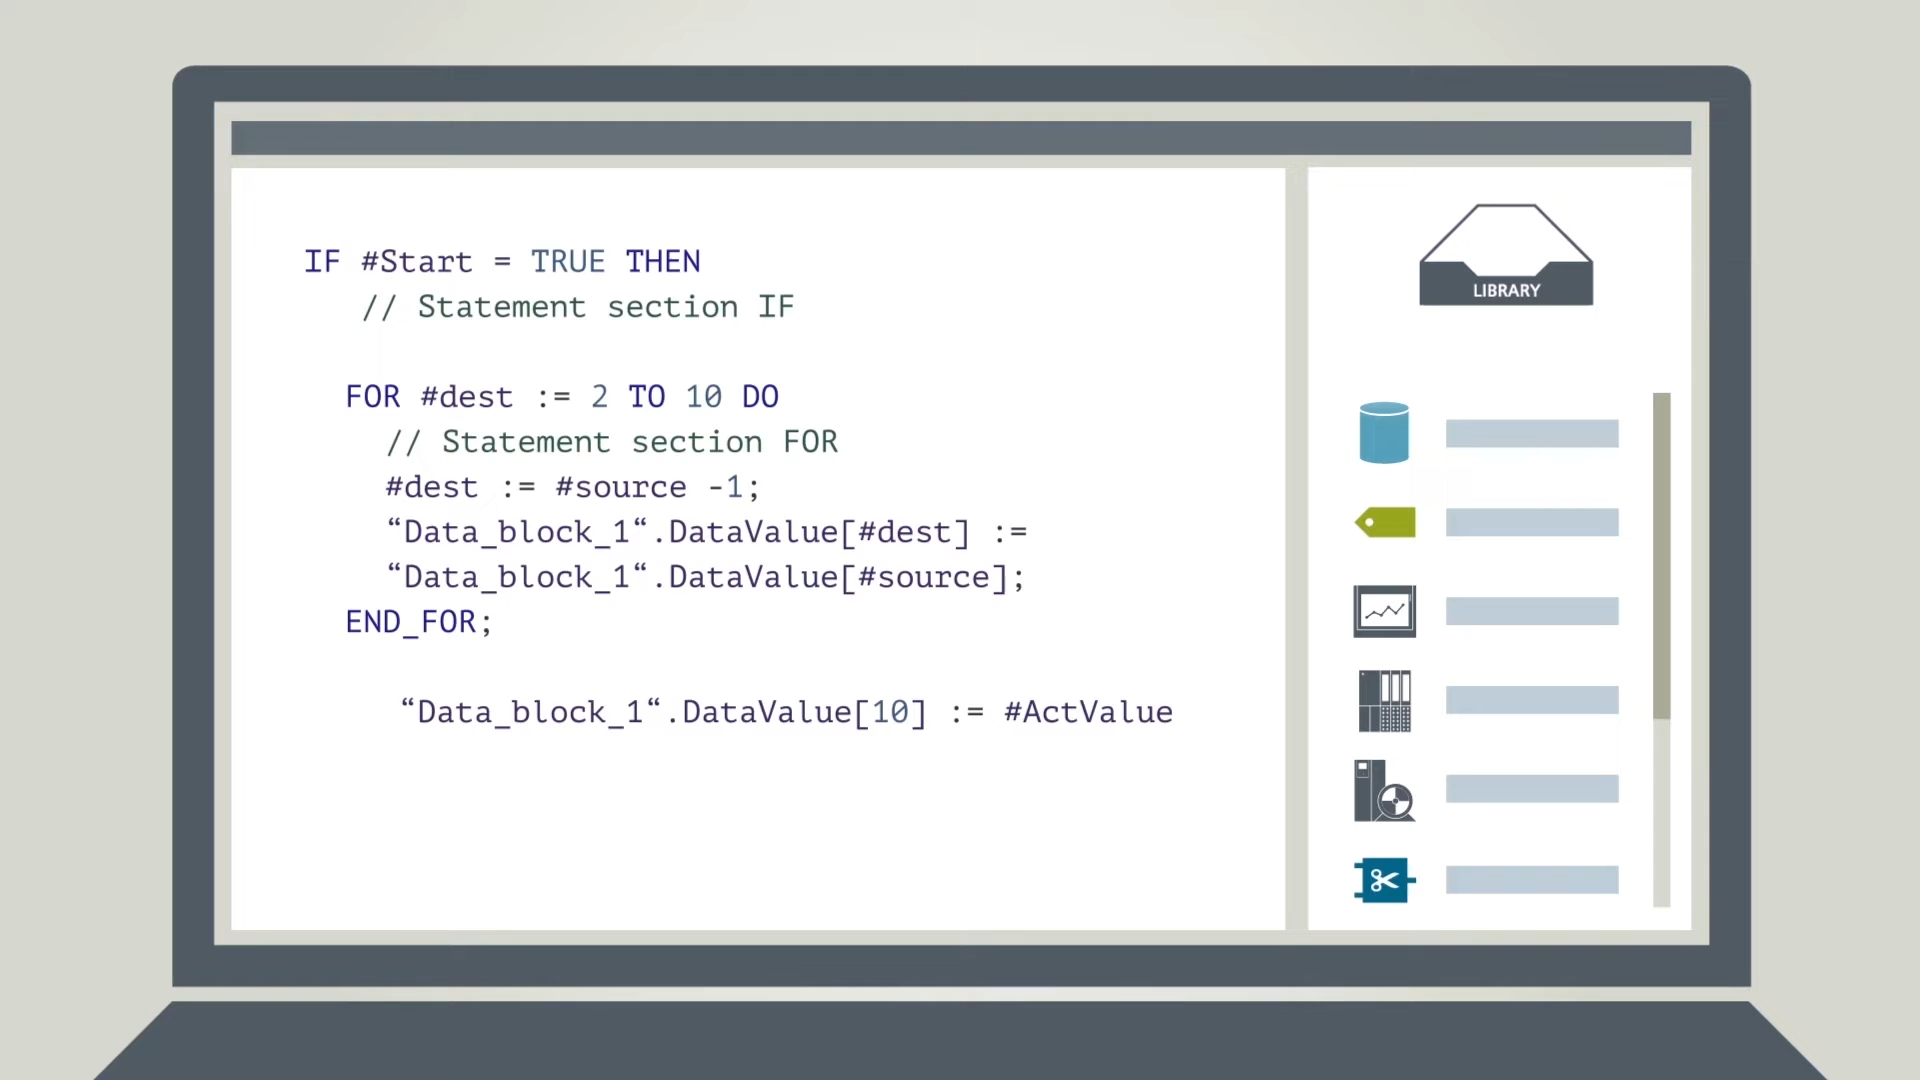 IF #Start = TRUE THEN
// Statement section IF
FOR #dest := 2 TO 10 DO
// Statement section FOR
#dest := #source -1;
“Data_block_1“.DataValue[#dest] :=
“Data_block_1“.DataValue[#source];
END_FOR;
“Data_block_1“.DataValue[10] := #ActValue
LIBRARY